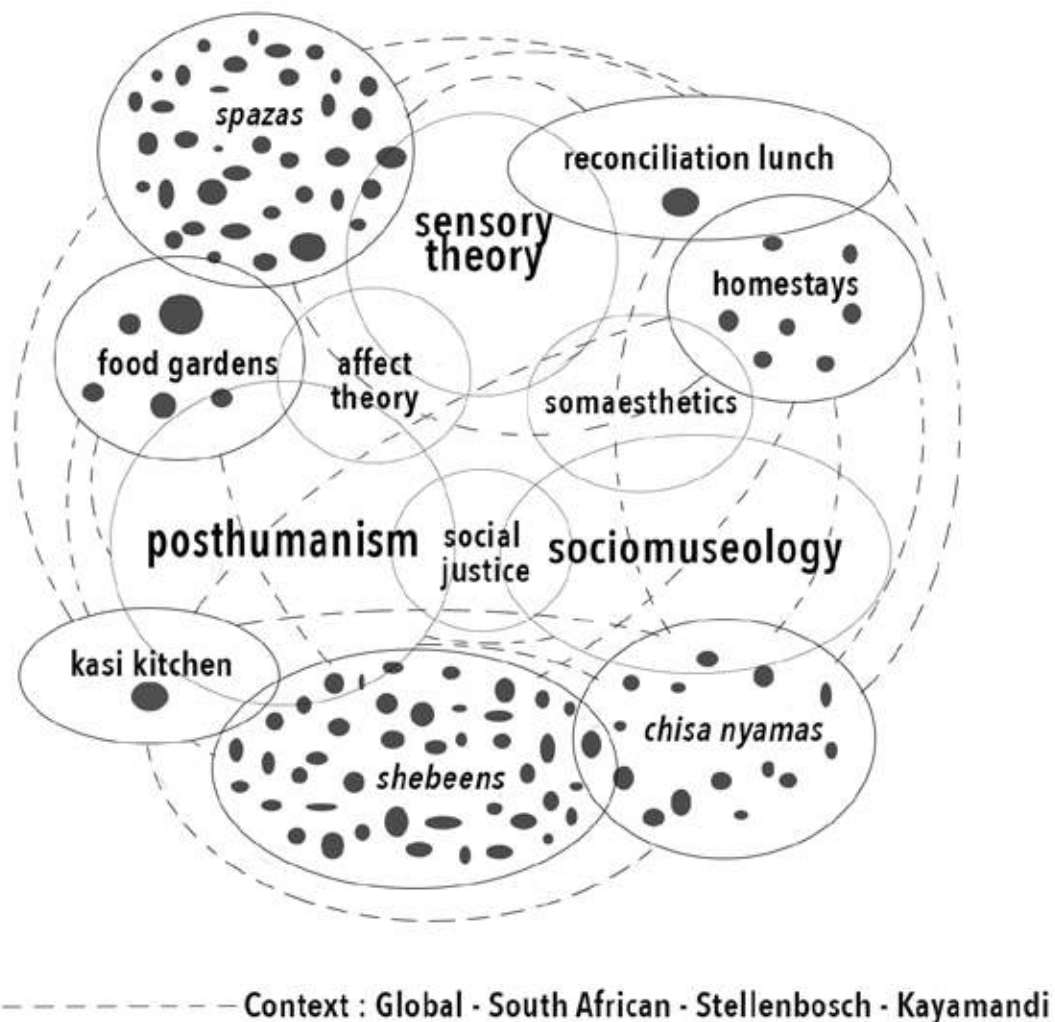 spazas
reconciliation lunch
sensory
theory
homestays
food gardens
affect
theory
somaesthetics
posthumanism
social
justice
sociomuseology
kasi kitchen
chisa nyamas
shebeens
Context : Global - South African - Stellenbosch - Kayamandi